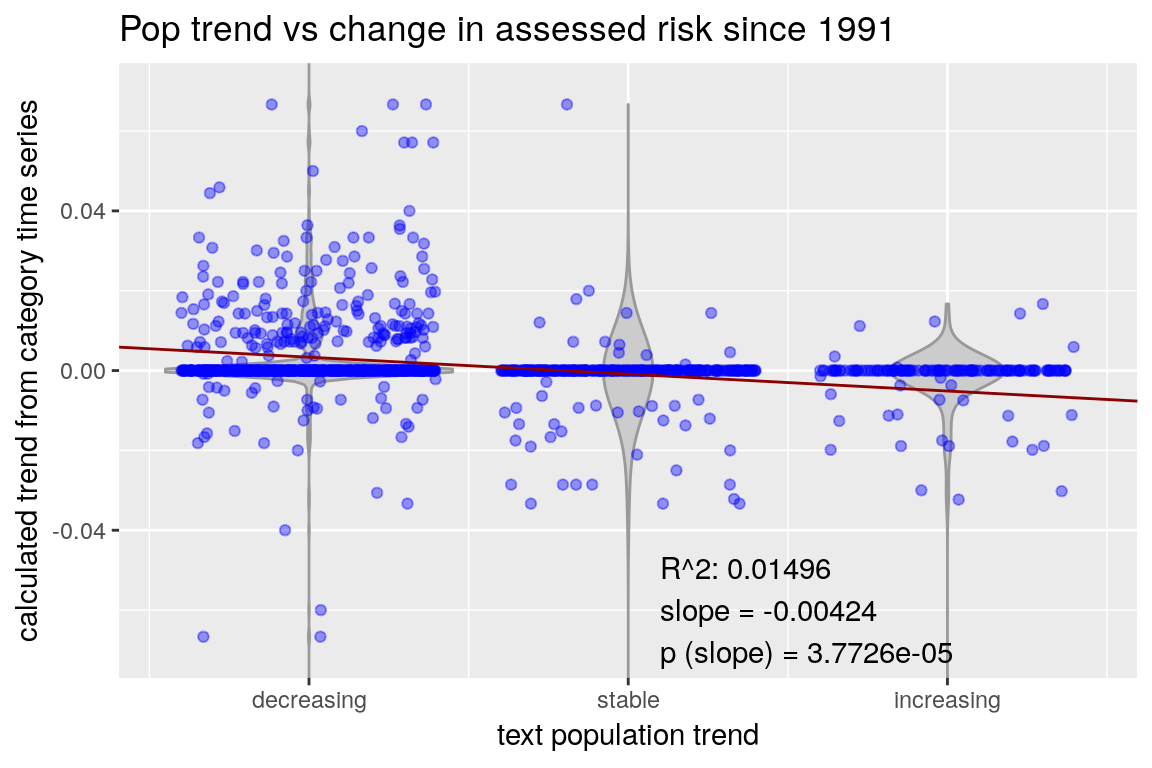 Pop trend vs change in assessed risk since 1991
calculated trend from category time series
0.04
0.00
-0.04
R^2: 0.01496
slope = -0.00424
p (slope) = 3.7726e-05
decreasing
stable
increasing
text population trend